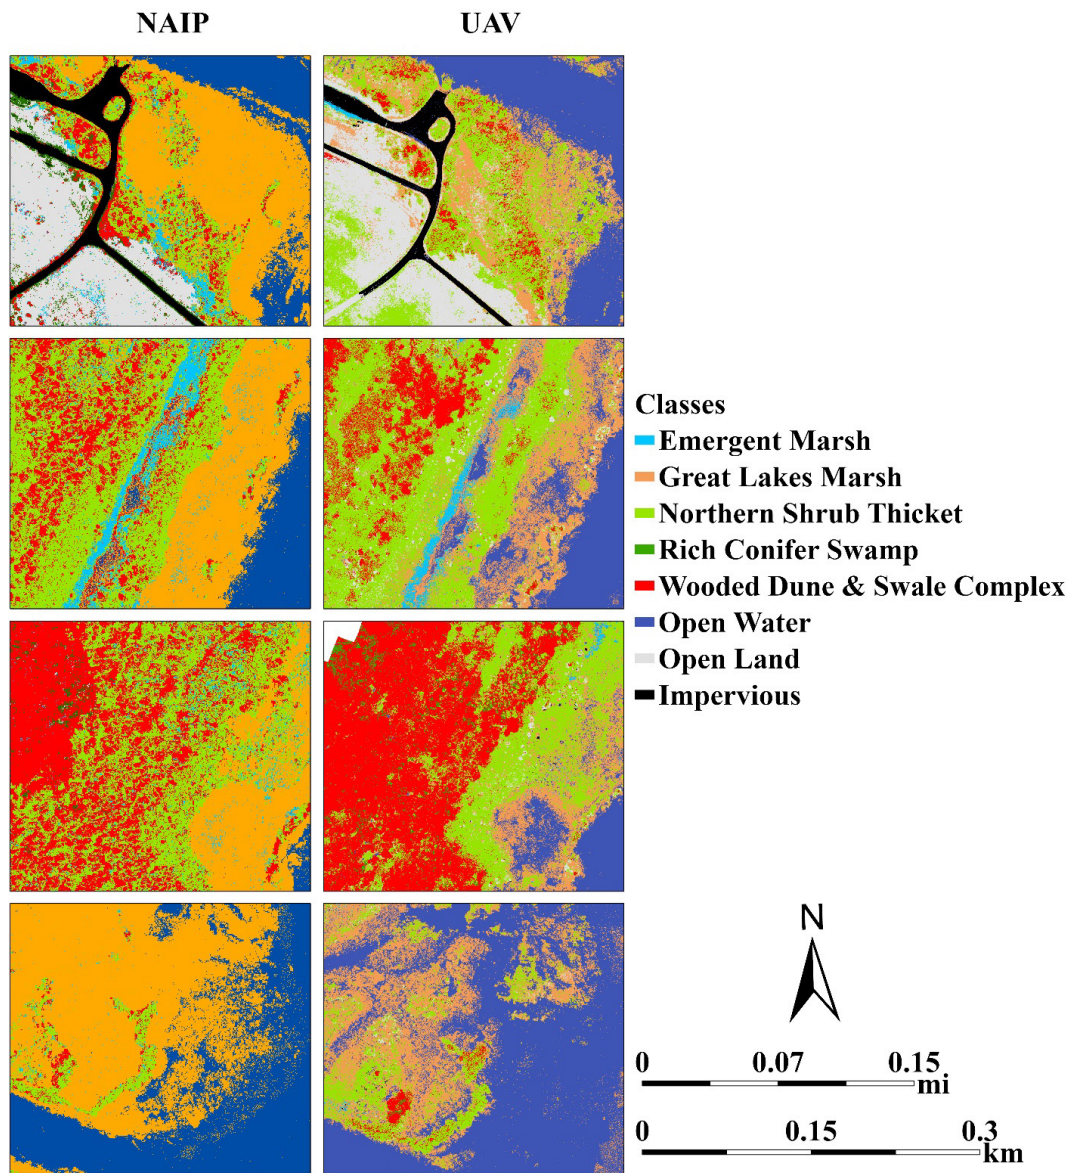 NAIP UAV
Classes
Emergent Marsh
Great Lakes Marsh
Northern Shrub Thicket
Rich Conifer Swamp
Wooded Dune & Swale Complex
Open Water
Open Land
Impervious
N
0 0.07 0.15
mi
0 0.15 0.3
km